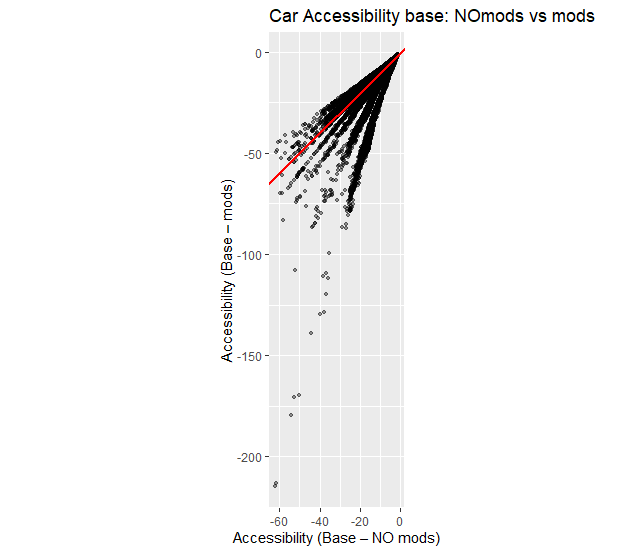 Car Accessibility base: NOmods vs mods
Accessibility (Base – mods)
0
-50
-100
-150
-200
-60 -40 -20 0
Accessibility (Base – NO mods)